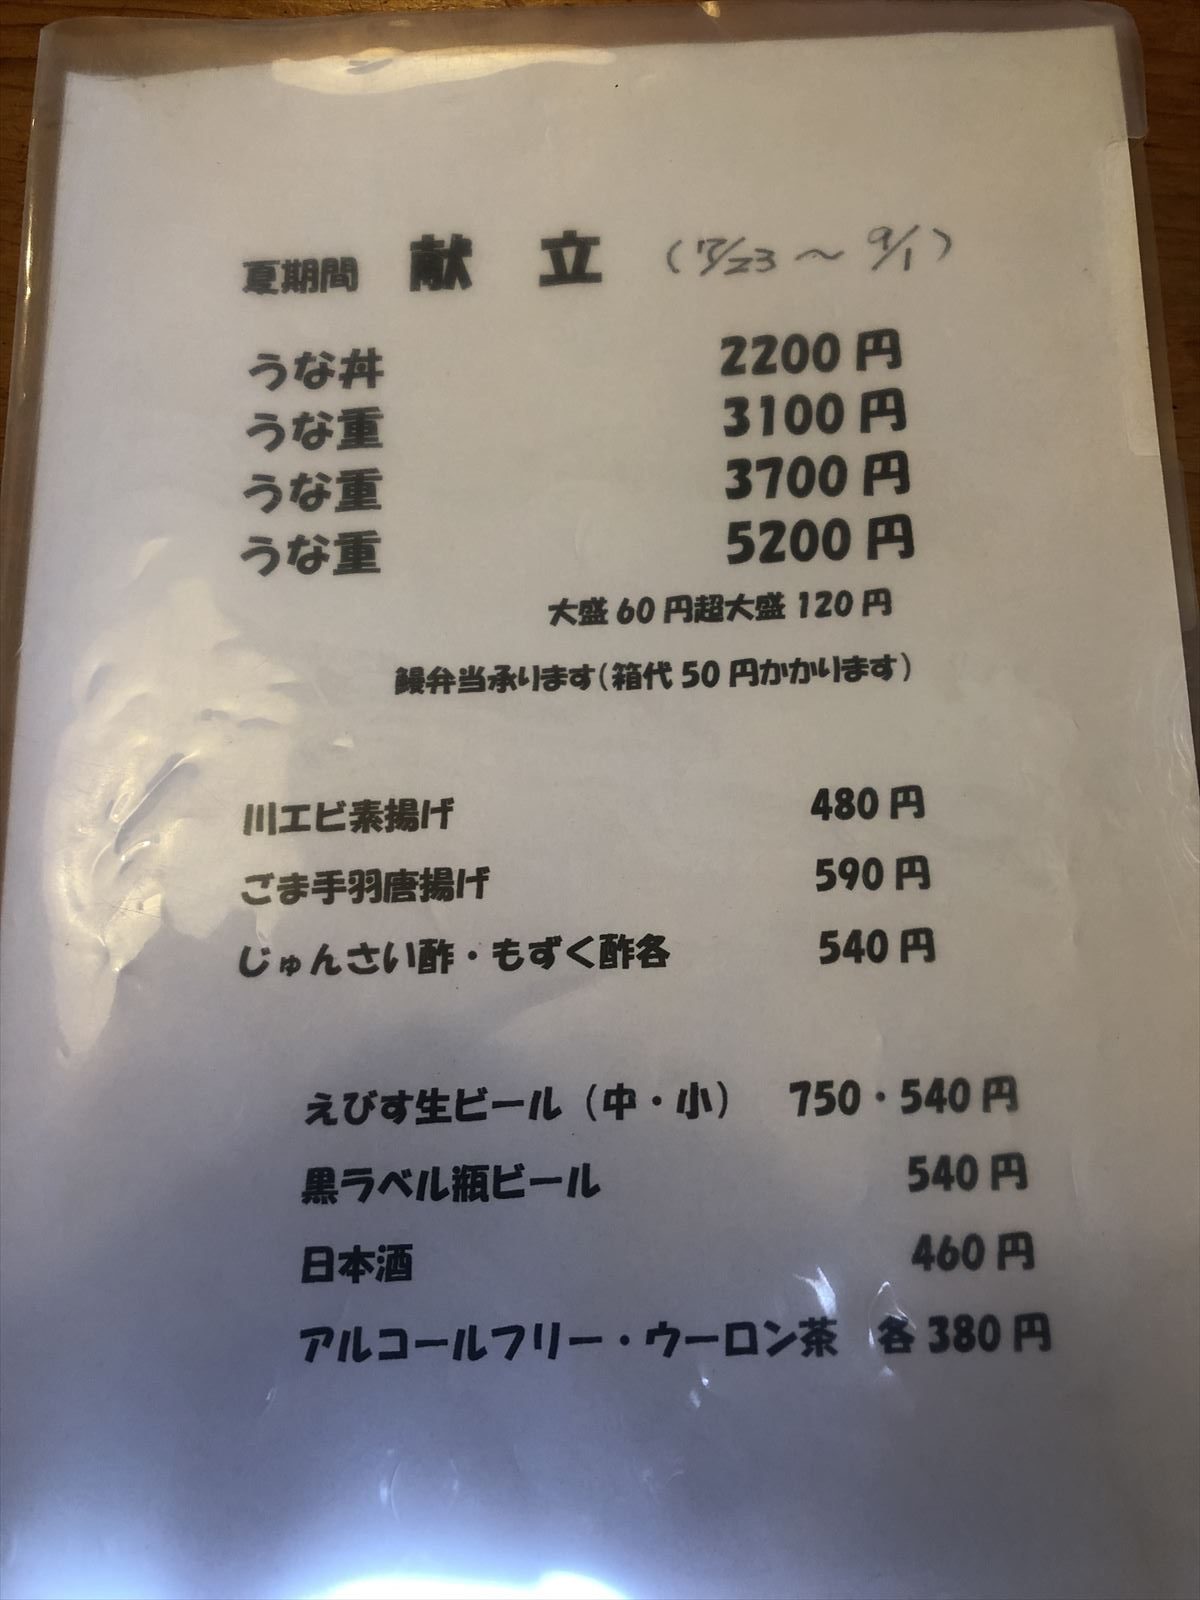 夏期間 献立 (7/23～9/1)
うな丼 2200円
うな重 3100円
うな重 3700円
うな重 5200円
大盛60円超大盛120円
鰻弁当承ります(箱代50円かかります)
川エビ素揚げ 480円
ごま手羽唐揚げ 590円
じゅんさい酢・もずく酢各 540円
えびす生ビール(中・小) 750・540円
黒ラベル瓶ビール 540円
日本酒 460円
アルコールフリー・ウーロン茶 各380円